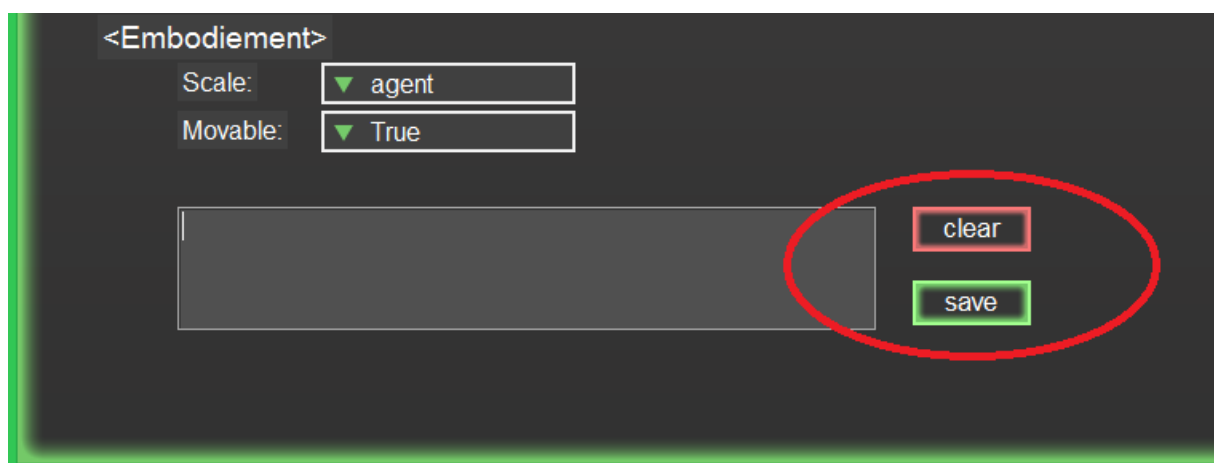 <Embodiement>
Scale: agent
Movable: True
clear
save